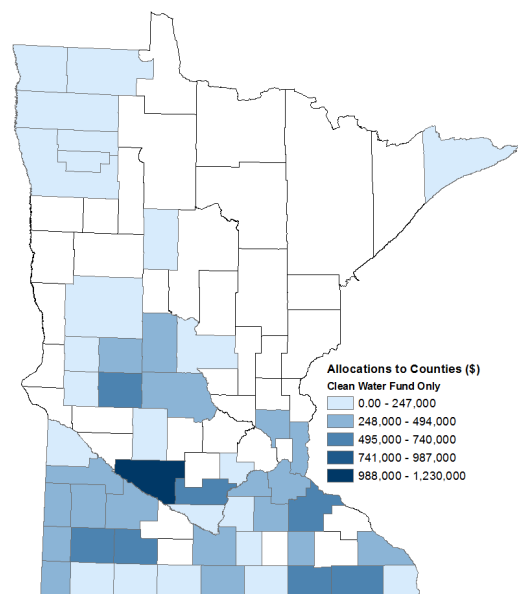 Allocations to Counties ($)
Clean Water Fund Only
0.00 - 247,000
248,000 - 494,000
495,000 - 740,000
741,000 - 987,000
988,000 - 1,230,000